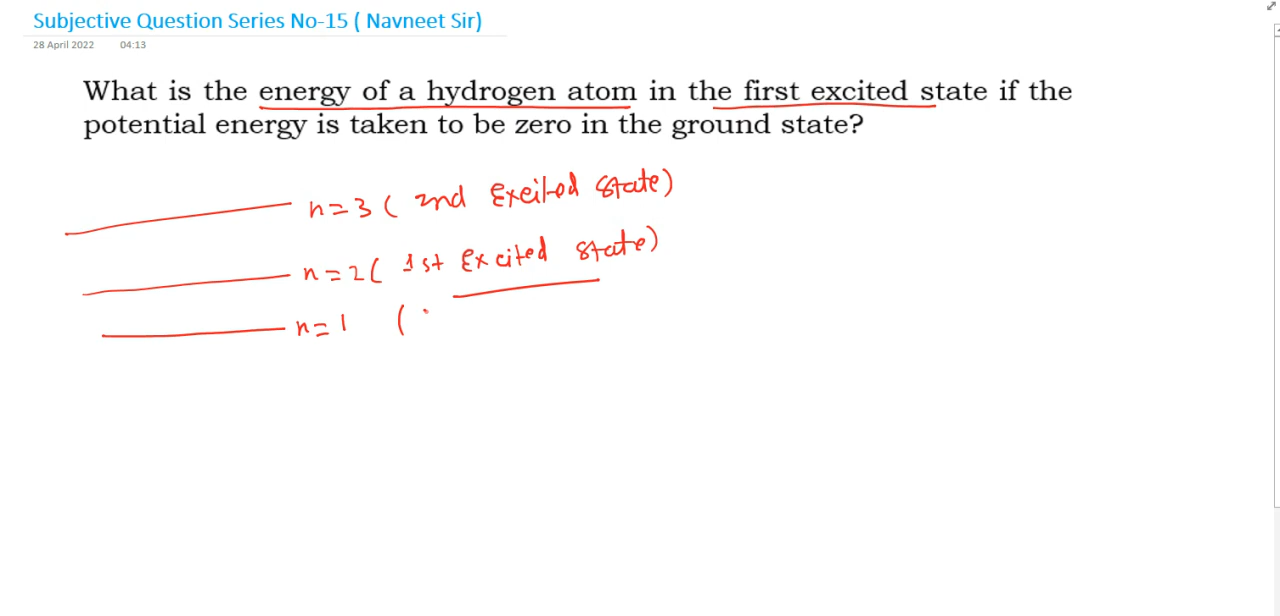 Subjective Question Series No-15 ( Navneet Sir)
28 April 2022 04:13
What is the energy of a hydrogen atom in the first excited state if the
potential energy is taken to be zero in the ground state?
n=3 ( 2nd Excited state)
n=2 ( 1st Excited state)
n=1 (